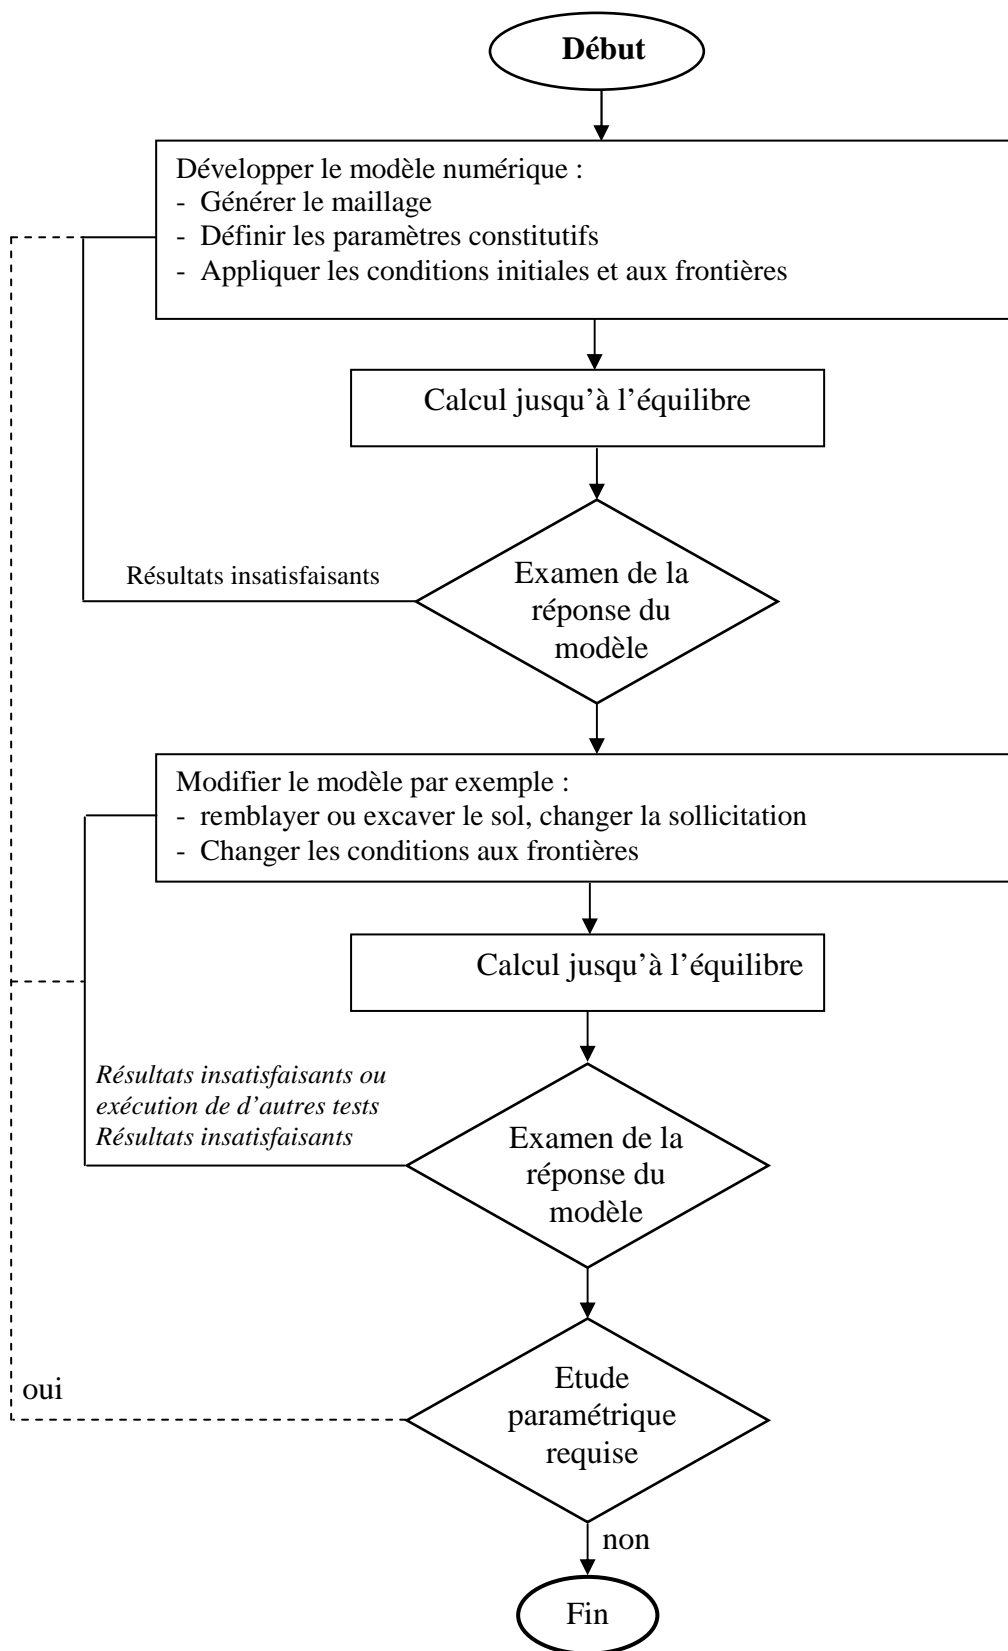 Début
Développer le modèle numérique :
- Générer le maillage
- Définir les paramètres constitutifs
- Appliquer les conditions initiales et aux frontières
Calcul jusqu’à l’équilibre
Résultats insatisfaisants
Examen de la
réponse du
modèle
Modifier le modèle par exemple :
- remblayer ou excaver le sol, changer la sollicitation
- Changer les conditions aux frontières
Calcul jusqu’à l’équilibre
Résultats insatisfaisants ou
exécution de d'autres tests
Résultats insatisfaisants
Examen de la
réponse du
modèle
Etude
paramétrique
requise
oui
non
Fin